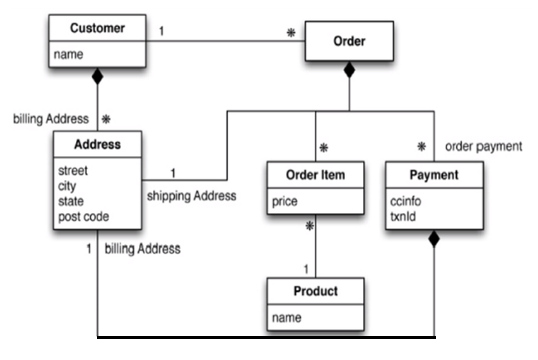 Customer
name
1
*
Order
billing Address
*
Address
street
city
state
post code
1
shipping Address
*
Order Item
price
*
order payment
Payment
ccinfo
txnId
1
billing Address
*
1
Product
name